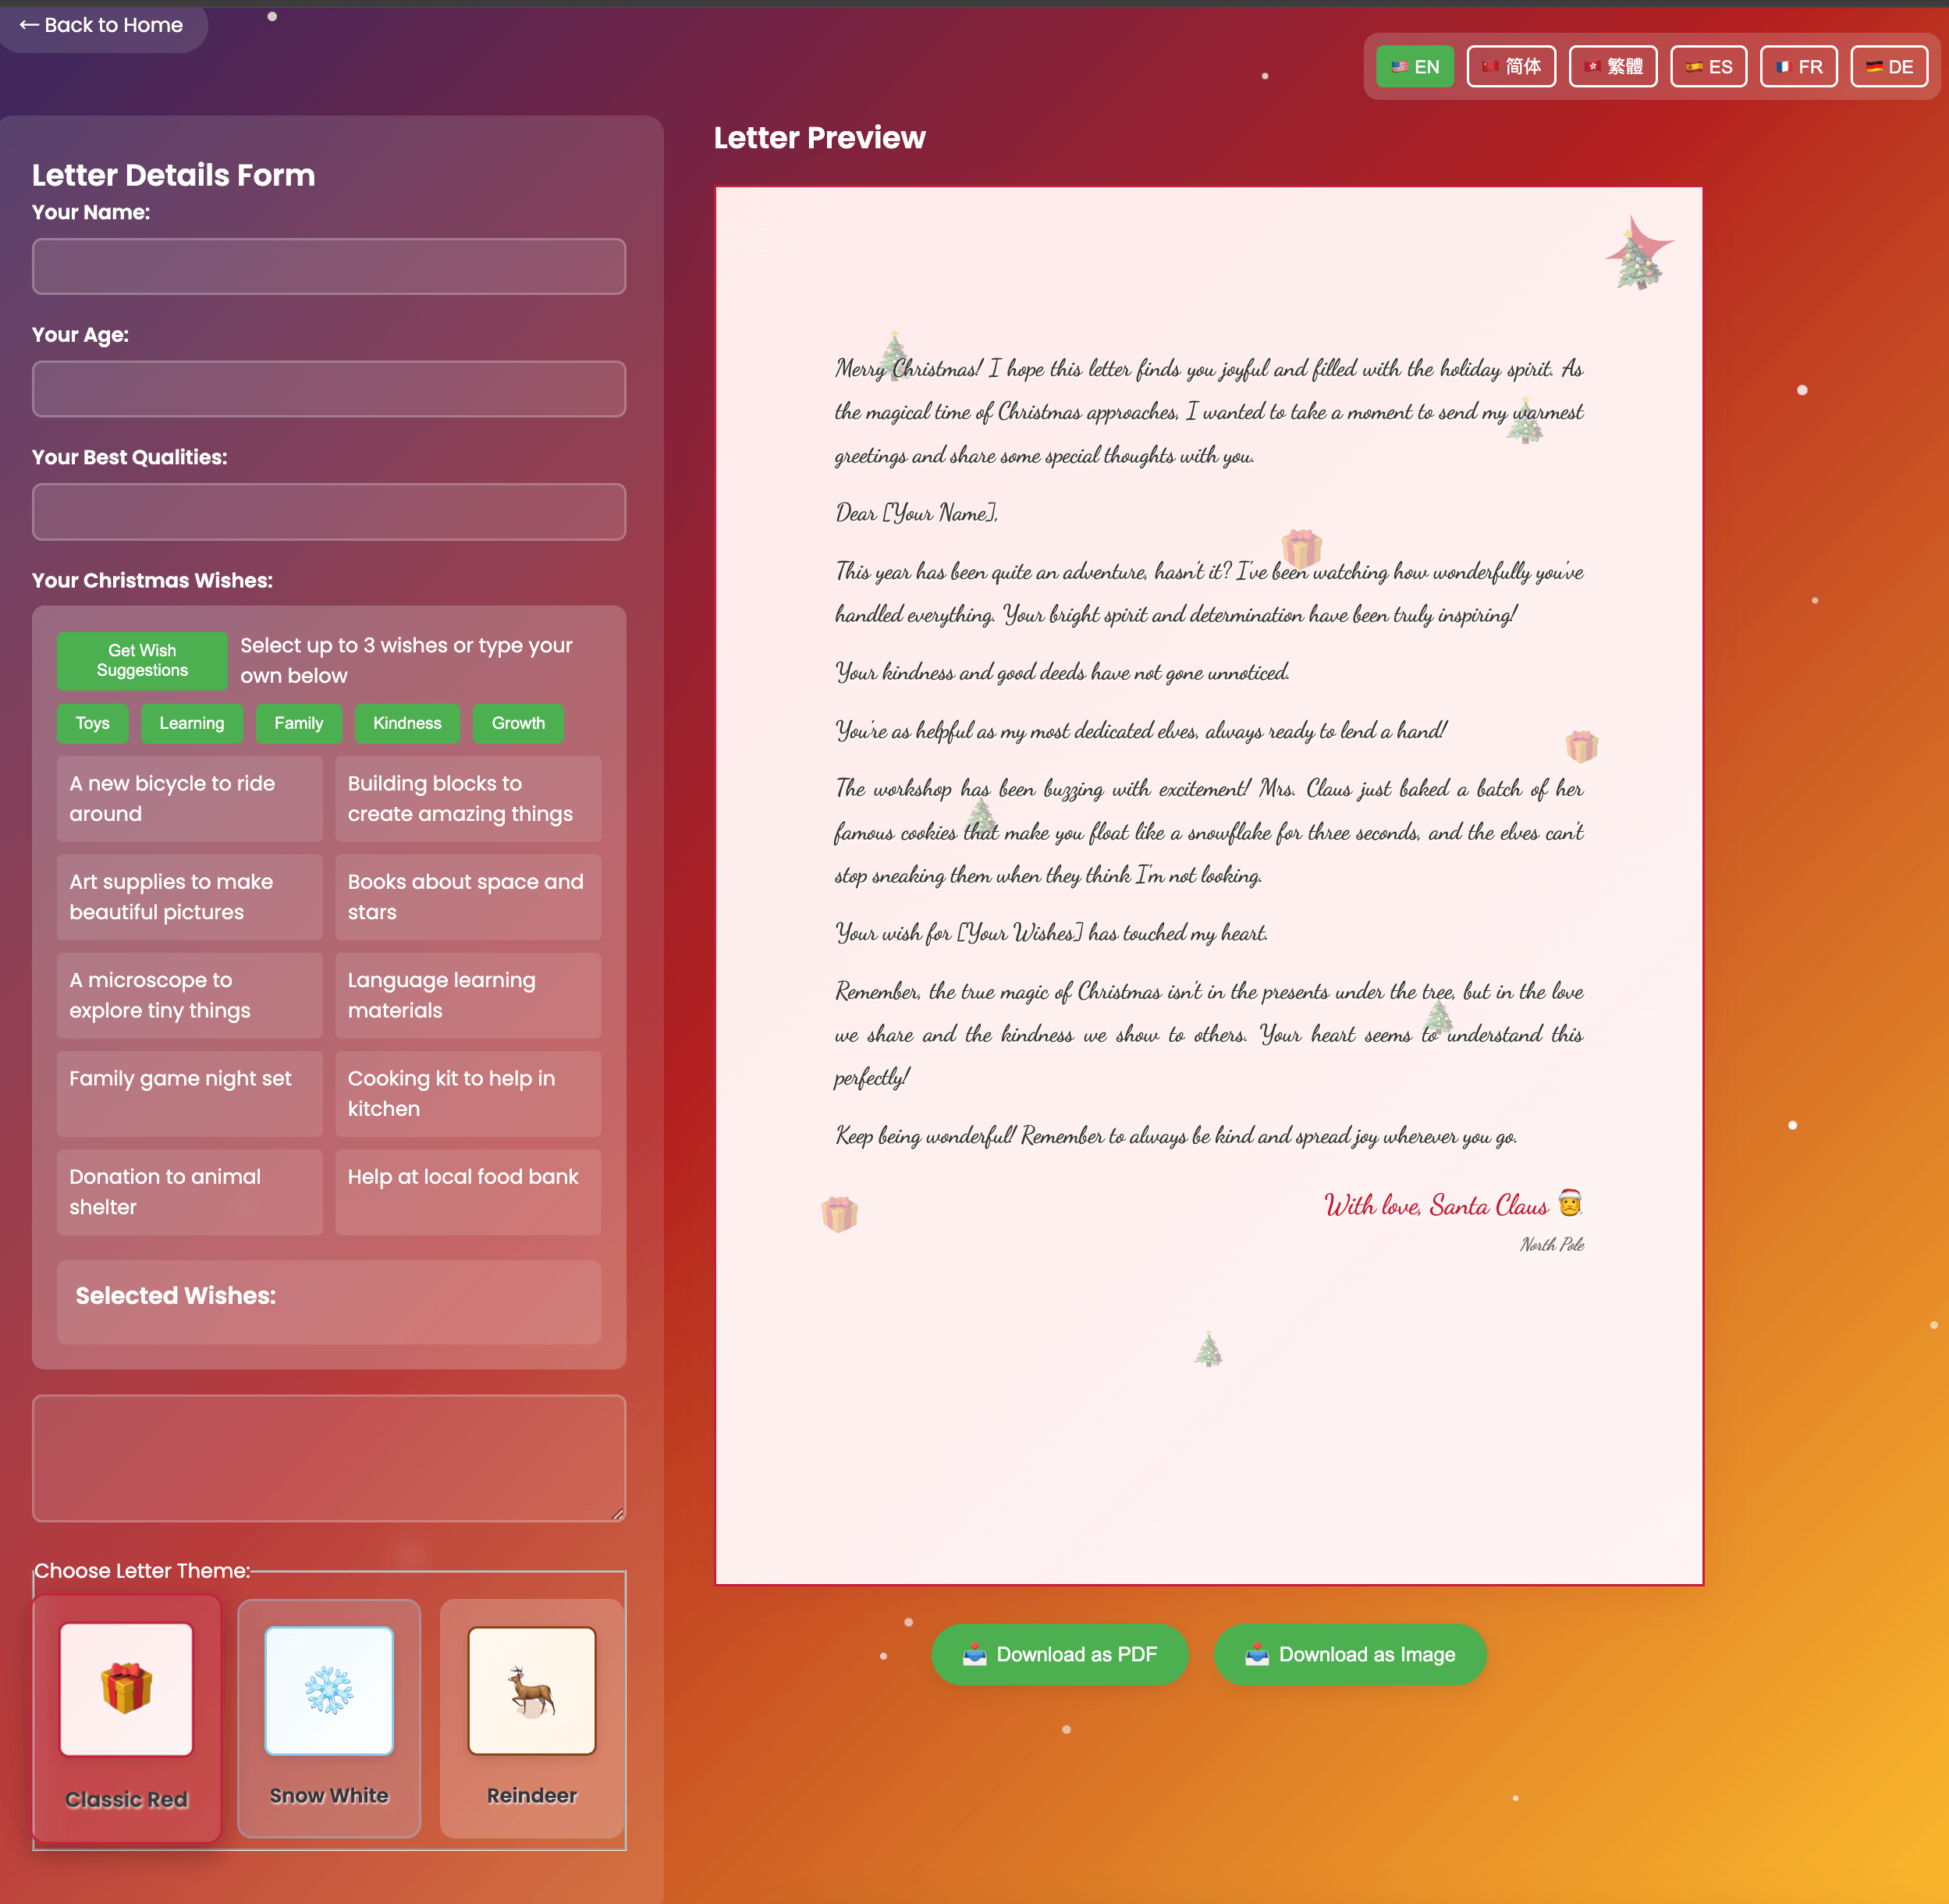 ← Back to Home
EN
简体
繁體
ES
FR
DE
Letter Details Form
Your Name:
Your Age:
Your Best Qualities:
Your Christmas Wishes:
Get Wish
Suggestions
Select up to 3 wishes or type your
own below
Toys
Learning
Family
Kindness
Growth
A new bicycle to ride
around
Building blocks to
create amazing things
Art supplies to make
beautiful pictures
Books about space and
stars
A microscope to
explore tiny things
Language learning
materials
Family game night set
Cooking kit to help in
kitchen
Donation to animal
shelter
Help at local food bank
Selected Wishes:
Choose Letter Theme:
Classic Red
Snow White
Reindeer
Letter Preview
Merry Christmas! I hope this letter finds you joyful and filled with the holiday spirit. As
the magical time of Christmas approaches, I wanted to take a moment to send my warmest
greetings and share some special thoughts with you.
Dear [Your Name],
This year has been quite an adventure, hasn't it? I've been watching how wonderfully you've
handled everything. Your bright spirit and determination have been truly inspiring!
Your kindness and good deeds have not gone unnoticed.
You're as helpful as my most dedicated elves, always ready to lend a hand!
The workshop has been buzzing with excitement! Mrs. Claus just baked a batch of her
famous cookies that make you float like a snowflake for three seconds, and the elves can't
stop sneaking them when they think I'm not looking.
Your wish for [Your Wishes] has touched my heart.
Remember, the true magic of Christmas isn't in the presents under the tree, but in the love
we share and the kindness we show to others. Your heart seems to understand this
perfectly!
Keep being wonderful! Remember to always be kind and spread joy wherever you go.
With love, Santa Claus
North Pole
Download as PDF
Download as Image